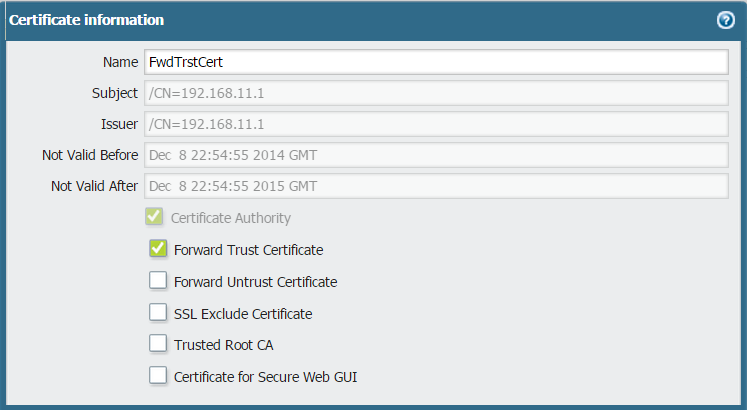 Certificate information
Name FwdTrstCert
Subject /CN=192.168.11.1
Issuer /CN=192.168.11.1
Not Valid Before Dec  8 22:54:55 2014 GMT
Not Valid After Dec  8 22:54:55 2015 GMT
Certificate Authority
Forward Trust Certificate
Forward Untrust Certificate
SSL Exclude Certificate
Trusted Root CA
Certificate for Secure Web GUI